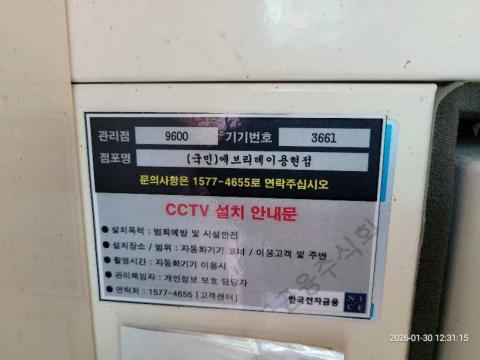 관리점 9600 기기번호 3661
점포명 (국민)에브리데이용현점
문의사항은 1577-4655로 연락주십시오
CCTV 설치 안내문
● 설치목적 : 범죄예방 및 시설안전
● 설치장소 / 범위 : 자동화기기 코너 / 이용고객 및 주변
● 촬영시간 : 자동화기기 이용시
● 관리책임자 : 개인정보 보호 담당자
● 연락처 : 1577-4655 [고객센터]
한국전자금융 NICE
금융주식회
2026-01-30 12:31:15